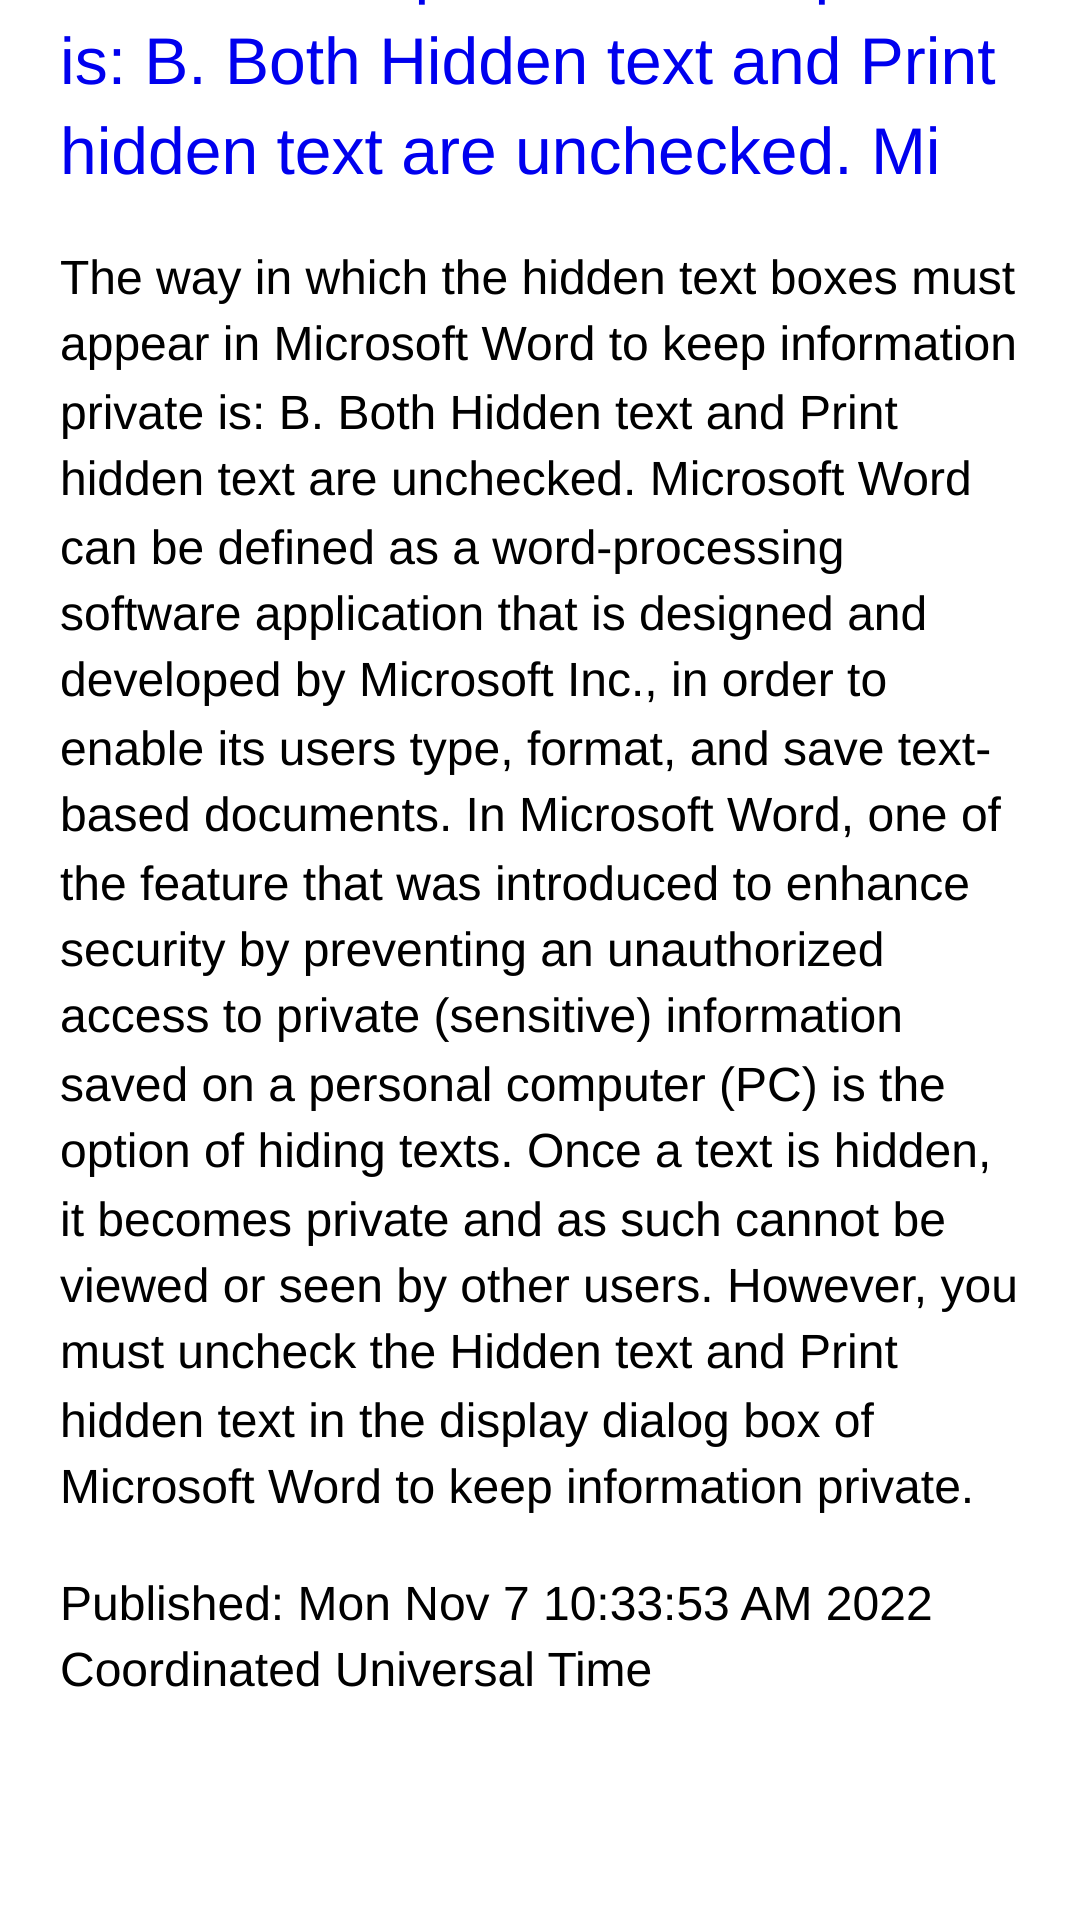 is: B. Both Hidden text and Print
hidden text are unchecked. Mi
The way in which the hidden text boxes must
appear in Microsoft Word to keep information
private is: B. Both Hidden text and Print
hidden text are unchecked. Microsoft Word
can be defined as a word-processing
software application that is designed and
developed by Microsoft Inc., in order to
enable its users type, format, and save text-
based documents. In Microsoft Word, one of
the feature that was introduced to enhance
security by preventing an unauthorized
access to private (sensitive) information
saved on a personal computer (PC) is the
option of hiding texts. Once a text is hidden,
it becomes private and as such cannot be
viewed or seen by other users. However, you
must uncheck the Hidden text and Print
hidden text in the display dialog box of
Microsoft Word to keep information private.
Published: Mon Nov 7 10:33:53 AM 2022
Coordinated Universal Time